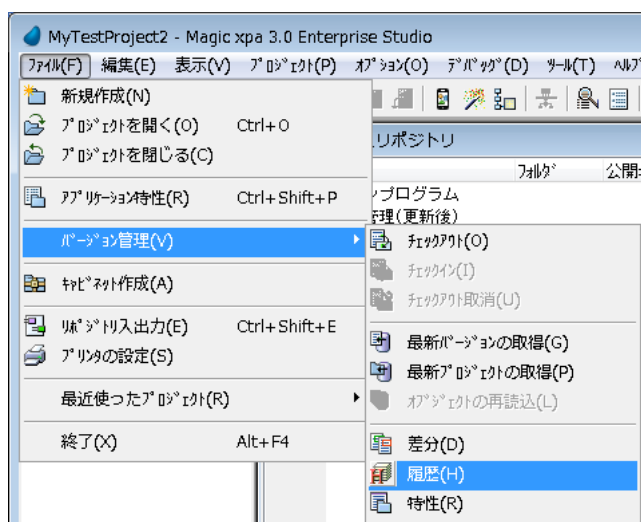 MyTestProject2 - Magic xpa 3.0 Enterprise Studio
ﾌｧｲﾙ(F) 編集(E) 表示(V) ﾌﾟﾛｼﾞｪｸﾄ(P) ｵﾌﾟｼｮﾝ(O) ﾃﾞﾊﾞｯｸﾞ(D) ﾂｰﾙ(T) ﾍﾙﾌﾟ
新規作成(N)
ﾌﾟﾛｼﾞｪｸﾄを開く(O) Ctrl+O
ﾌﾟﾛｼﾞｪｸﾄを閉じる(C)
ｱﾌﾟﾘｹｰｼｮﾝ特性(R) Ctrl+Shift+P
ﾊﾞｰｼﾞｮﾝ管理(V)
ｷｬﾋﾞﾈｯﾄ作成(A)
ﾘﾎﾟｼﾞﾄﾘ入出力(E) Ctrl+Shift+E
ﾌﾟﾘﾝﾀの設定(S)
最近使ったﾌﾟﾛｼﾞｪｸﾄ(R)
終了(X) Alt+F4
リポジトリ
ﾌｫﾙﾀﾞ 公開
プログラム
管理(更新後)
ﾁｪｯｸｱｳﾄ(O)
ﾁｪｯｸｲﾝ(I)
ﾁｪｯｸｱｳﾄ取消(U)
最新ﾊﾞｰｼﾞｮﾝの取得(G)
最新ﾌﾟﾛｼﾞｪｸﾄの取得(P)
ｵﾌﾞｼﾞｪｸﾄの再読込(L)
差分(D)
履歴(H)
特性(R)